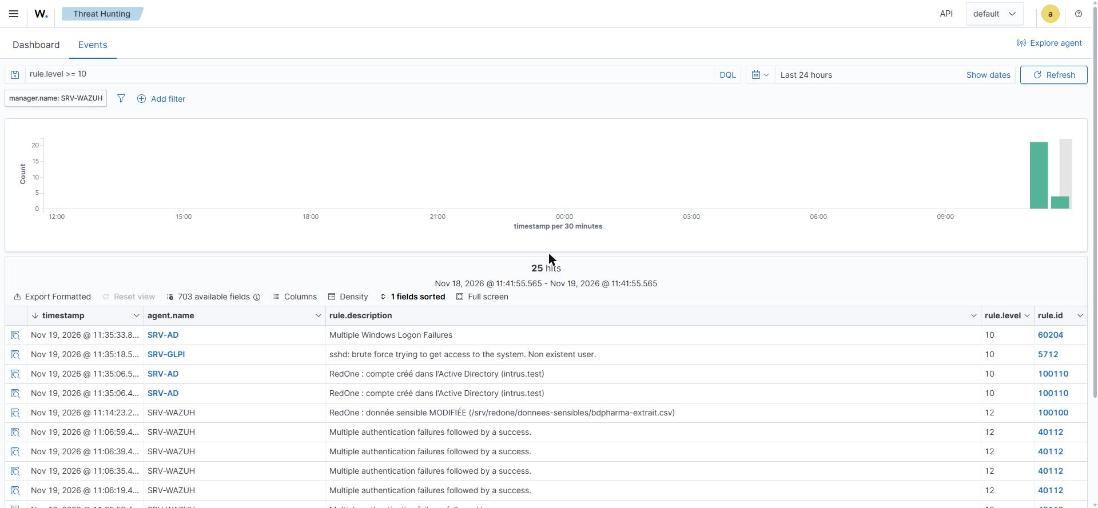 W. Threat Hunting API default a
Dashboard Events Explore agent
rule.level >= 10 DQL Last 24 hours Show dates Refresh
manager.name: SRV-WAZUH Add filter
Count
20
15
10
5
0
12:00 15:00 18:00 21:00 00:00 03:00 06:00 09:00
timestamp per 30 minutes
25 hits
Nov 18, 2026 @ 11:41:55.565 - Nov 19, 2026 @ 11:41:55.565
Export Formatted Reset view 703 available fields Columns Density 1 fields sorted Full screen
timestamp agent.name rule.description rule.level rule.id
Nov 19, 2026 @ 11:35:33.8... SRV-AD Multiple Windows Logon Failures 10 60204
Nov 19, 2026 @ 11:35:18.5... SRV-GLPI sshd: brute force trying to get access to the system. Non existent user. 10 5712
Nov 19, 2026 @ 11:35:06.5... SRV-AD RedOne : compte créé dans l'Active Directory (intrus.test) 10 100110
Nov 19, 2026 @ 11:35:06.4... SRV-AD RedOne : compte créé dans l'Active Directory (intrus.test) 10 100110
Nov 19, 2026 @ 11:14:23.2... SRV-WAZUH RedOne : donnée sensible MODIFIÉE (/srv/redone/donnees-sensibles/bdpharma-extrait.csv) 12 100100
Nov 19, 2026 @ 11:06:59.4... SRV-WAZUH Multiple authentication failures followed by a success. 12 40112
Nov 19, 2026 @ 11:06:39.4... SRV-WAZUH Multiple authentication failures followed by a success. 12 40112
Nov 19, 2026 @ 11:06:35.4... SRV-WAZUH Multiple authentication failures followed by a success. 12 40112
Nov 19, 2026 @ 11:06:19.4... SRV-WAZUH Multiple authentication failures followed by a success. 12 40112